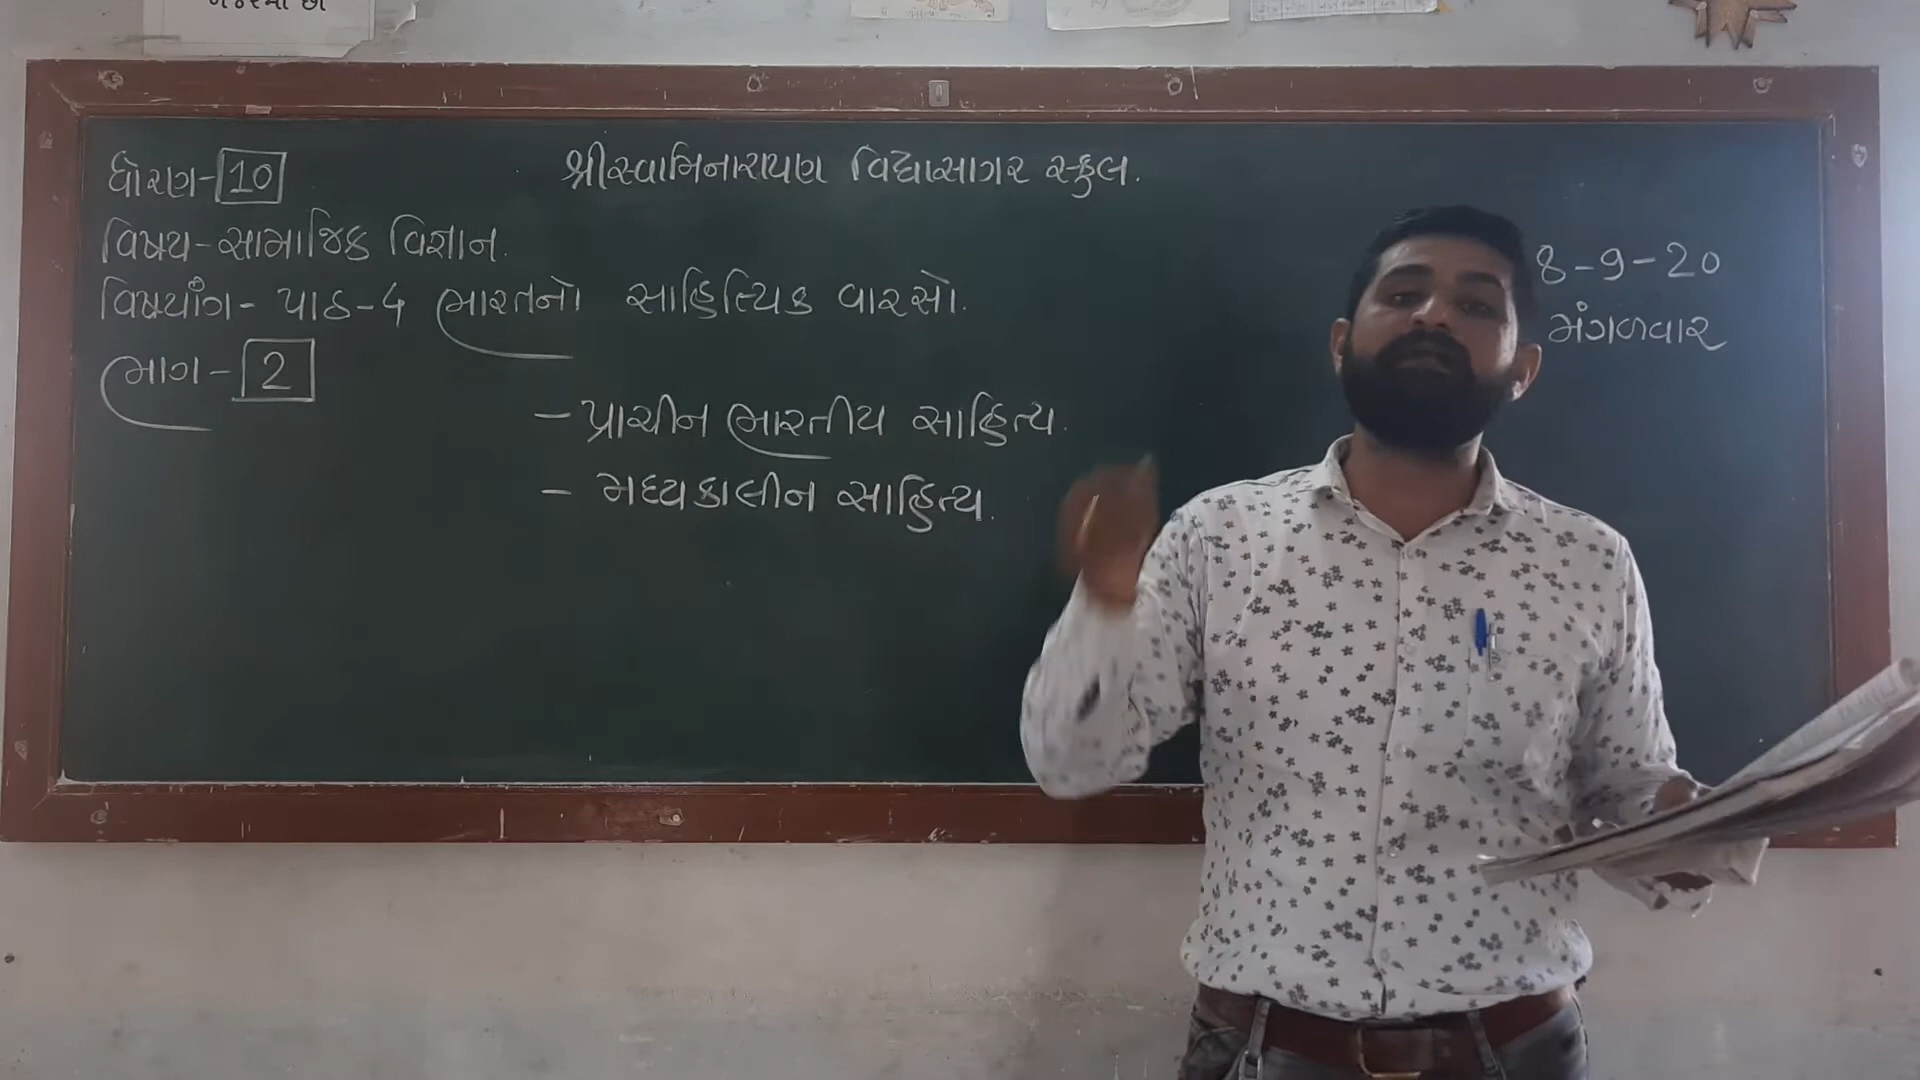 શ્રી સ્વામિનારાયણ વિદ્યાસાગર સ્કુલ.
ધોરણ-10
વિષય-સામાજિક વિજ્ઞાન.
વિષયાંગ- પાઠ-4 ભારતનો સાહિત્યિક વારસો.
ભાગ-2
- પ્રાચીન ભારતીય સાહિત્ય.
- મધ્યકાલીન સાહિત્ય.
8-9-20
મંગળવાર